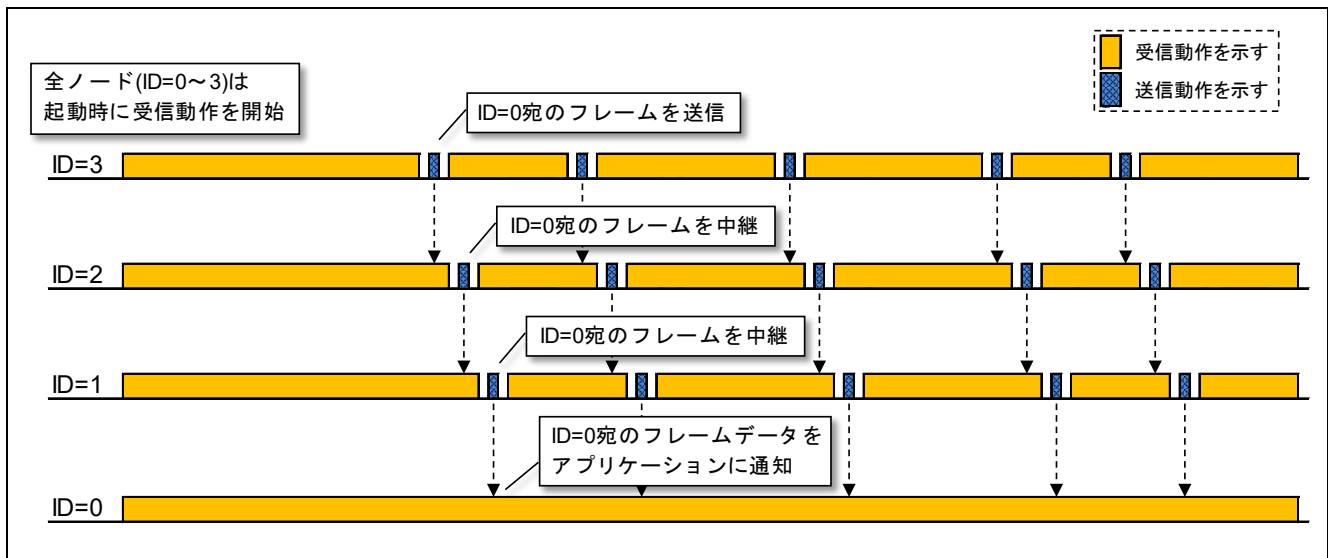 受信動作を示す
送信動作を示す
全ノード(ID=0～3)は
起動時に受信動作を開始
ID=0宛のフレームを送信
ID=3
ID=0宛のフレームを中継
ID=2
ID=0宛のフレームを中継
ID=1
ID=0宛のフレームデータを
アプリケーションに通知
ID=0